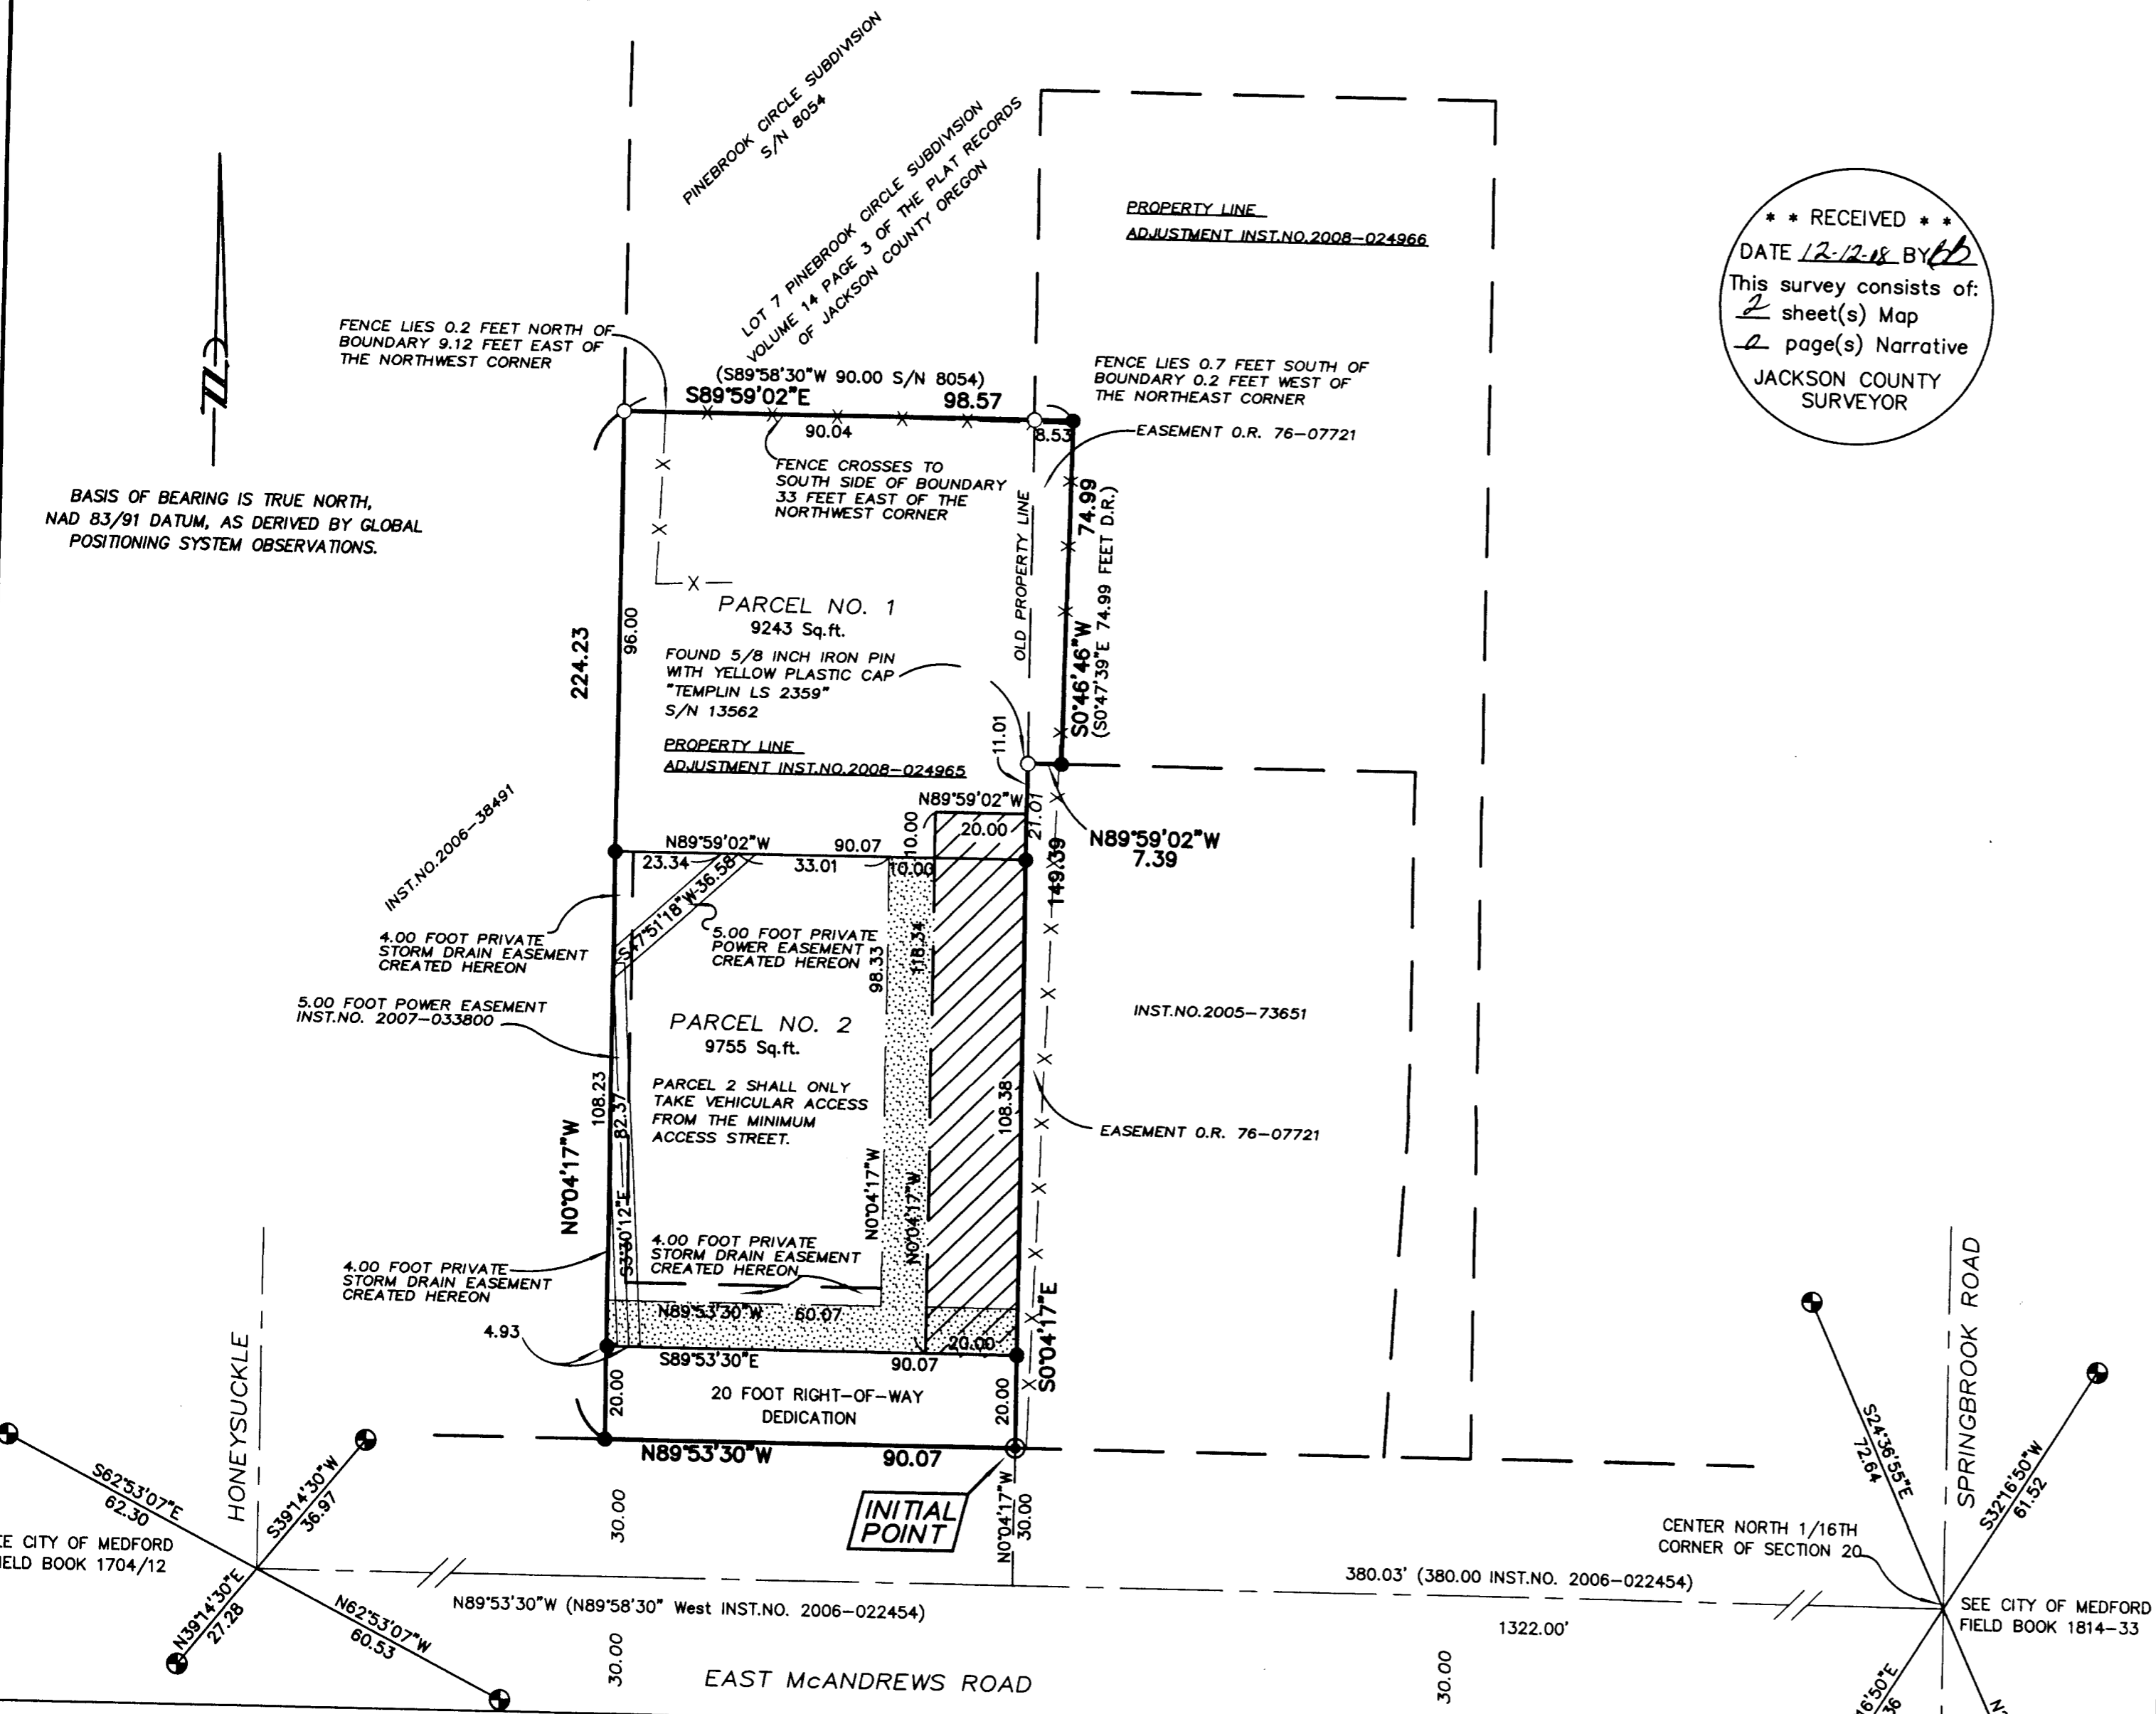 PINEBROOK CIRCLE SUBDIVISION
S/N 8054
LOT 7 PINEBROOK CIRCLE SUBDIVISION
VOLUME 14 PAGE 3 OF THE PLAT RECORDS
OF JACKSON COUNTY OREGON
PROPERTY LINE
ADJUSTMENT INST.NO.2008-024966
* * RECEIVED * *
DATE 12-12-08 BY BB
This survey consists of:
2 sheet(s) Map
page(s) Narrative
JACKSON COUNTY
SURVEYOR
FENCE LIES 0.2 FEET NORTH OF
BOUNDARY 9.12 FEET EAST OF
THE NORTHWEST CORNER
(S89°58'30"W 90.00 S/N 8054)
S89°59'02"E 98.57
90.04
8.53
FENCE LIES 0.7 FEET SOUTH OF
BOUNDARY 0.2 FEET WEST OF
THE NORTHEAST CORNER
EASEMENT O.R. 76-07721
FENCE CROSSES TO
SOUTH SIDE OF BOUNDARY
33 FEET EAST OF THE
NORTHWEST CORNER
BASIS OF BEARING IS TRUE NORTH,
NAD 83/91 DATUM, AS DERIVED BY GLOBAL
POSITIONING SYSTEM OBSERVATIONS.
OLD PROPERTY LINE
S0°46'46"W 74.99
(S0°47'39"E 74.99 FEET D.R.)
PARCEL NO. 1
9243 Sq.ft.
224.23
96.00
FOUND 5/8 INCH IRON PIN
WITH YELLOW PLASTIC CAP
"TEMPLIN LS 2359"
S/N 13562
11.01
PROPERTY LINE
ADJUSTMENT INST.NO.2008-024965
INST.NO.2006-38491
N89°59'02"W
20.00
10.00
21.01
N89°59'02"W
7.39
149.39
N89°59'02"W 90.07
23.34
33.01
10.00
S47°51'18"W-36.58
4.00 FOOT PRIVATE
STORM DRAIN EASEMENT
CREATED HEREON
5.00 FOOT PRIVATE
POWER EASEMENT
CREATED HEREON
98.33
118.34
5.00 FOOT POWER EASEMENT
INST.NO. 2007-033800
PARCEL NO. 2
9755 Sq.ft.
INST.NO.2005-73651
PARCEL 2 SHALL ONLY
TAKE VEHICULAR ACCESS
FROM THE MINIMUM
ACCESS STREET.
108.23
82.37
108.38
EASEMENT O.R. 76-07721
N0°04'17"W
S3°30'12"E
N0°04'17"W
N0°04'17"W
4.00 FOOT PRIVATE
STORM DRAIN EASEMENT
CREATED HEREON
4.00 FOOT PRIVATE
STORM DRAIN EASEMENT
CREATED HEREON
N89°53'30"W 60.07
4.93
20.00
S89°53'30"E 90.07
S0°04'17"E
20.00
20 FOOT RIGHT-OF-WAY
DEDICATION
20.00
N89°53'30"W 90.07
INITIAL
POINT
N0°04'17"W
30.00
30.00
HONEYSUCKLE
S62°53'07"E
62.30
S39°14'30"W
36.97
EE CITY OF MEDFORD
IELD BOOK 1704/12
N39°14'30"E
27.28
N62°53'07"W
60.53
N89°53'30"W (N89°58'30" West INST.NO. 2006-022454)
380.03' (380.00 INST.NO. 2006-022454)
1322.00'
30.00
EAST McANDREWS ROAD
30.00
SPRINGBROOK ROAD
S24°36'55"E
72.64
S32°16'50"W
61.52
CENTER NORTH 1/16TH
CORNER OF SECTION 20
SEE CITY OF MEDFORD
FIELD BOOK 1814-33
16'50"E
36
N